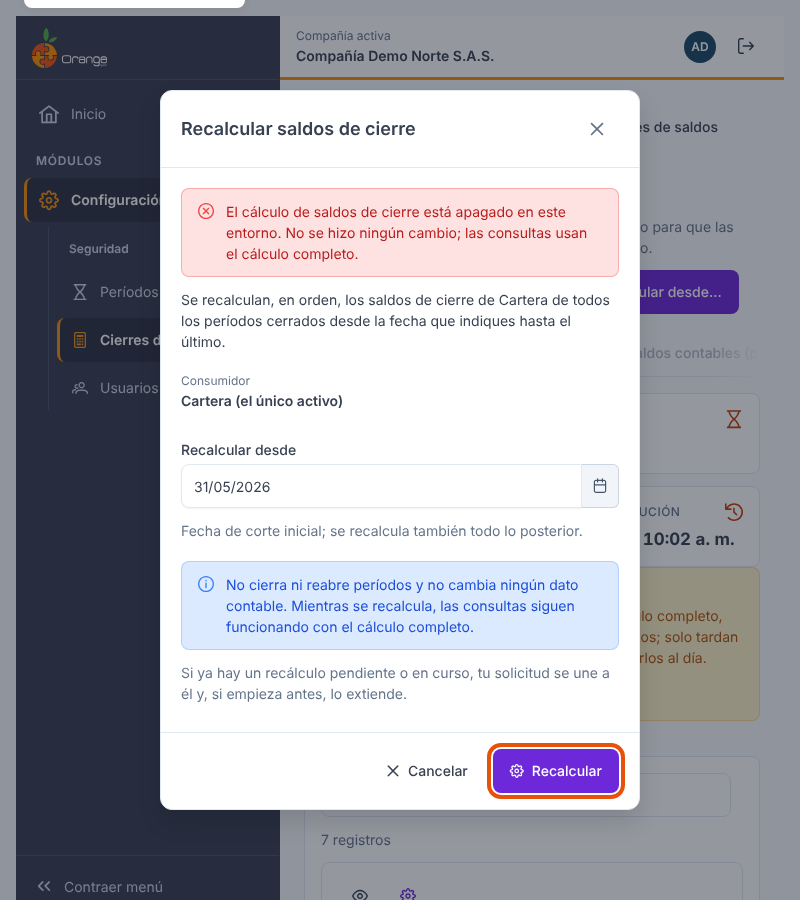 Orange
Compañía activa
Compañía Demo Norte S.A.S.
AD
Inicio
MÓDULOS
Configuración
Seguridad
Períodos
Cierres d
Usuarios
Recalcular saldos de cierre
El cálculo de saldos de cierre está apagado en este
entorno. No se hizo ningún cambio; las consultas usan
el cálculo completo.
Se recalculan, en orden, los saldos de cierre de Cartera de todos
los períodos cerrados desde la fecha que indiques hasta el
último.
Consumidor
Cartera (el único activo)
Recalcular desde
31/05/2026
Fecha de corte inicial; se recalcula también todo lo posterior.
No cierra ni reabre períodos y no cambia ningún dato
contable. Mientras se recalcula, las consultas siguen
funcionando con el cálculo completo.
Si ya hay un recálculo pendiente o en curso, tu solicitud se une a
él y, si empieza antes, lo extiende.
Cancelar
Recalcular
es de saldos
o para que las
o.
ular desde...
aldos contables (p
UCIÓN
10:02 a. m.
lo completo,
os; solo tardan
rlos al día.
7 registros
Contraer menú